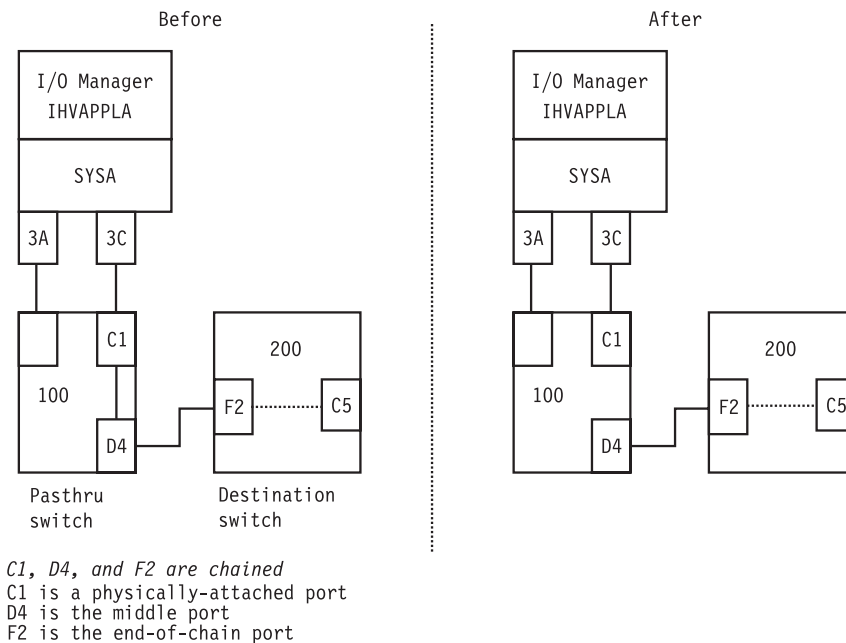 Before
After
I/O Manager
IHVAPPLA
SYSA
3A
3C
C1
100
D4
200
F2
C5
Pasthru
switch
Destination
switch
I/O Manager
IHVAPPLA
SYSA
3A
3C
C1
100
D4
200
F2
C5
C1, D4, and F2 are chained
C1 is a physically-attached port
D4 is the middle port
F2 is the end-of-chain port